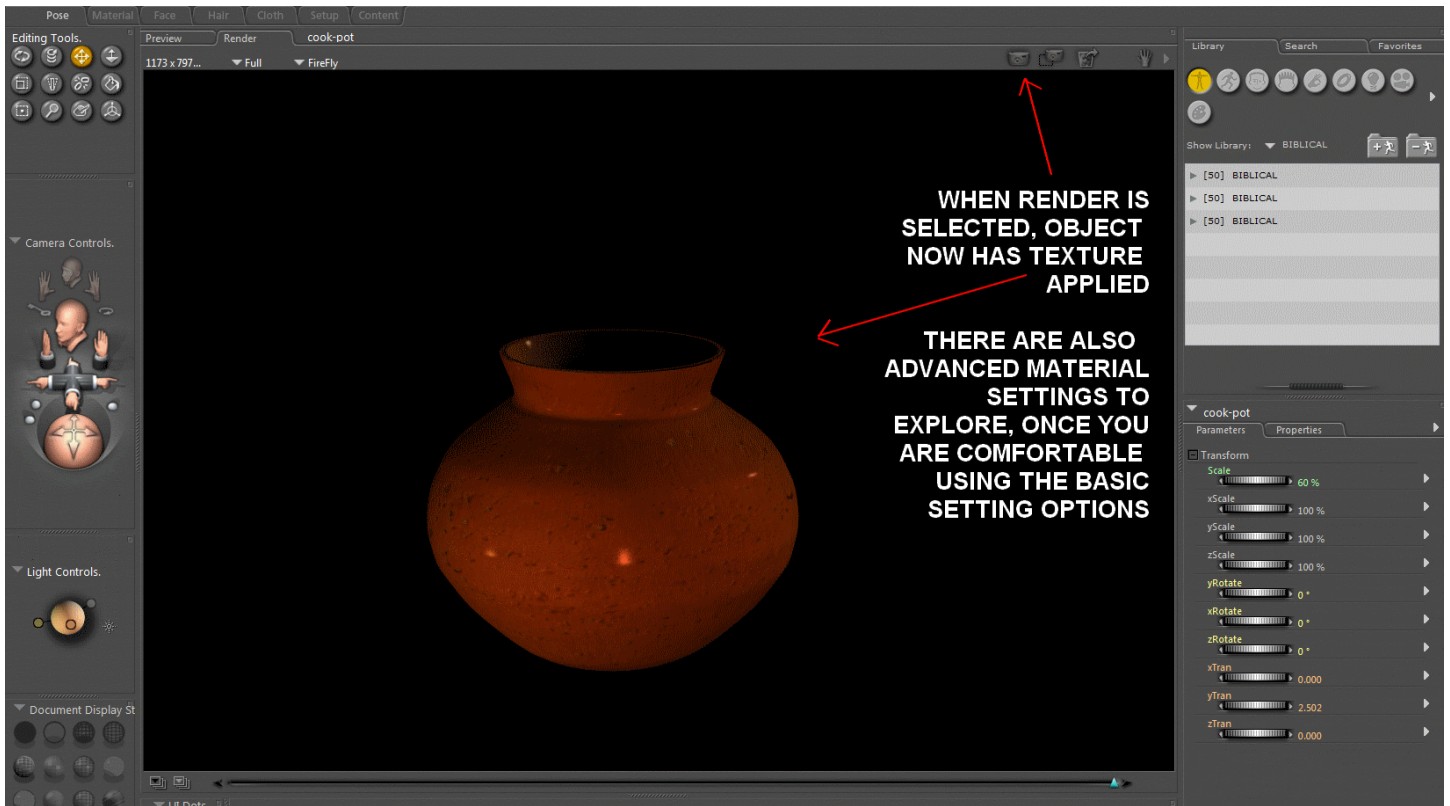 Pose Material Face Hair Cloth Setup Content
Editing Tools.
Preview Render cook-pot
1173 x 797... Full FireFly
WHEN RENDER IS
SELECTED, OBJECT
NOW HAS TEXTURE
APPLIED
THERE ARE ALSO
ADVANCED MATERIAL
SETTINGS TO
EXPLORE, ONCE YOU
ARE COMFORTABLE
USING THE BASIC
SETTING OPTIONS
Camera Controls.
Light Controls.
Document Display St
UI Dots
Library Search Favorites
Show Library: BIBLICAL
[50] BIBLICAL
[50] BIBLICAL
[50] BIBLICAL
cook-pot
Parameters Properties
Transform
Scale
60 %
xScale
100 %
yScale
100 %
zScale
100 %
yRotate
0 °
xRotate
0 °
zRotate
0 °
xTran
0.000
yTran
2.502
zTran
0.000